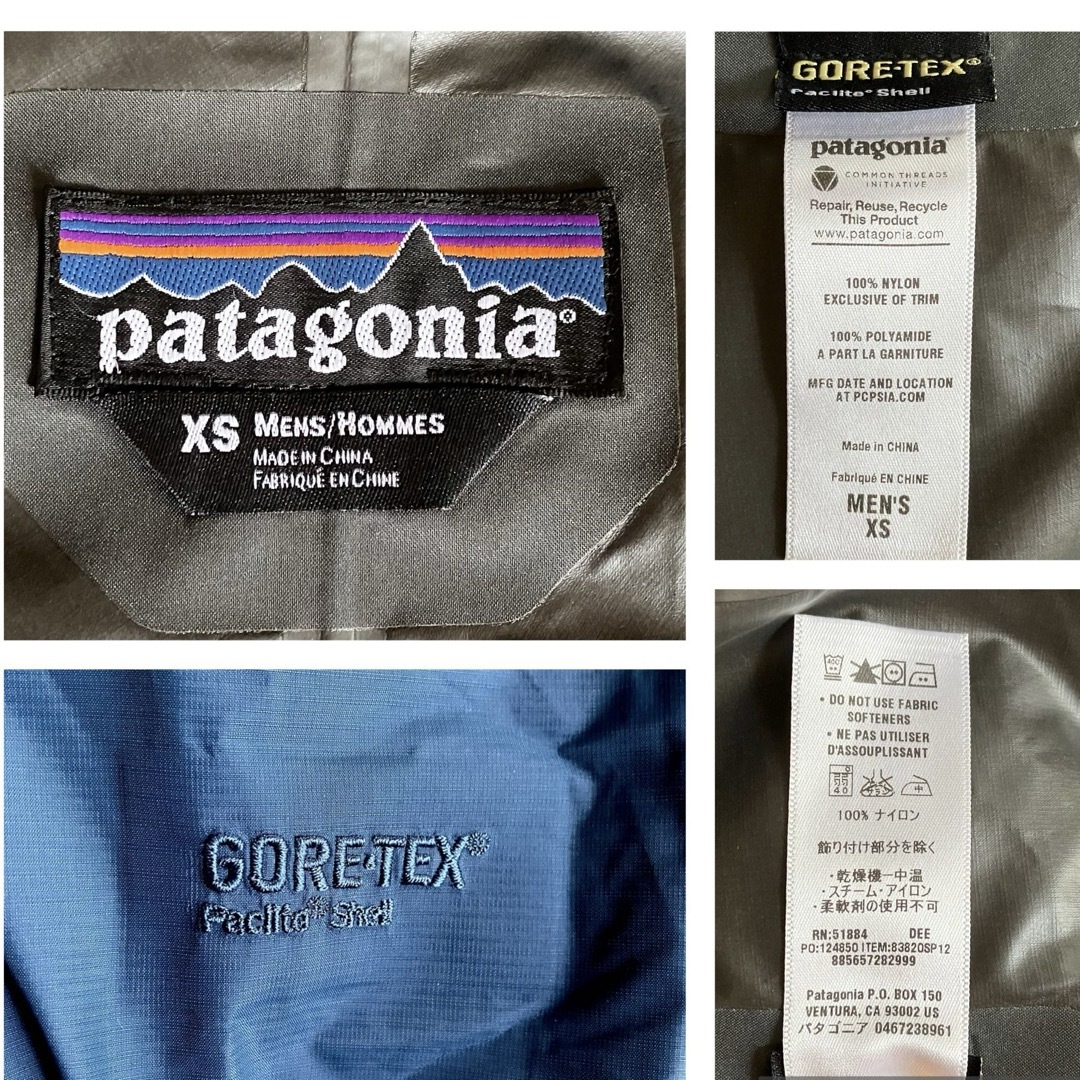 patagonia®
XS MENS/HOMMES
MADE IN CHINA
FABRIQUÉ EN CHINE
GORE-TEX®
Paclite® Shell
patagonia®
COMMON THREADS
INITIATIVE
Repair, Reuse, Recycle
This Product
www.patagonia.com
100% NYLON
EXCLUSIVE OF TRIM
100% POLYAMIDE
A PART LA GARNITURE
MFG DATE AND LOCATION
AT PCPSIA.COM
Made in CHINA
Fabriqué EN CHINE
MEN'S
XS
GORE-TEX®
Paclite® Shell
• DO NOT USE FABRIC
SOFTENERS
• NE PAS UTILISER
D'ASSOUPLISSANT
40
中
100% ナイロン
飾り付け部分を除く
・乾燥機一中温
・スチーム・アイロン
・柔軟剤の使用不可
RN:51884 DEE
PO:124850 ITEM:83820SP12
885657282999
Patagonia P.O. BOX 150
VENTURA, CA 93002 US
パタゴニア 0467238961